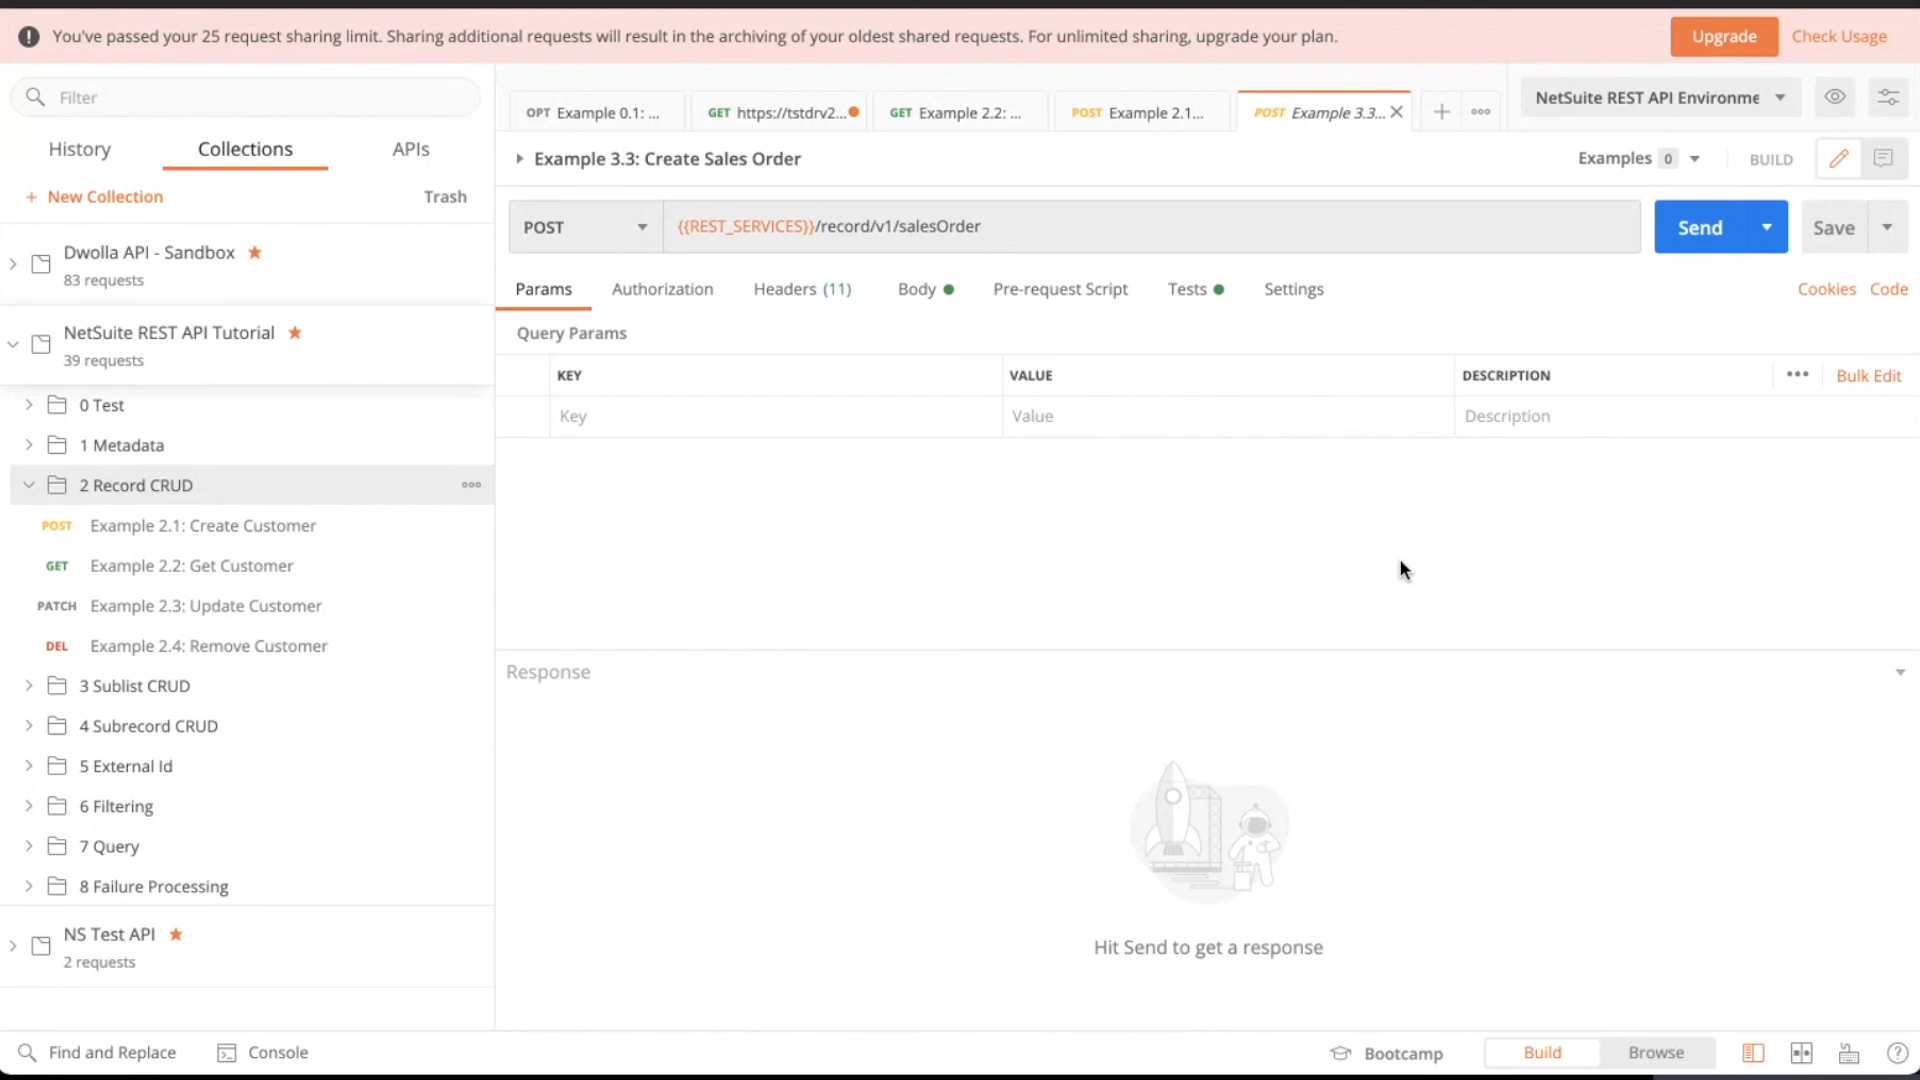 You've passed your 25 request sharing limit. Sharing additional requests will result in the archiving of your oldest shared requests. For unlimited sharing, upgrade your plan.
Upgrade
Check Usage
Filter
History
Collections
APIs
+ New Collection
Trash
Dwolla API - Sandbox
83 requests
NetSuite REST API Tutorial
39 requests
0 Test
1 Metadata
2 Record CRUD
POST Example 2.1: Create Customer
GET Example 2.2: Get Customer
PATCH Example 2.3: Update Customer
DEL Example 2.4: Remove Customer
3 Sublist CRUD
4 Subrecord CRUD
5 External Id
6 Filtering
7 Query
8 Failure Processing
NS Test API
2 requests
OPT Example 0.1: ...
GET https://tstdrv2...
GET Example 2.2: ...
POST Example 2.1...
POST Example 3.3...
NetSuite REST API Environme
Example 3.3: Create Sales Order
Examples 0
BUILD
POST
{{REST_SERVICES}}/record/v1/salesOrder
Send
Save
Params
Authorization
Headers (11)
Body
Pre-request Script
Tests
Settings
Cookies
Code
Query Params
KEY
VALUE
DESCRIPTION
Bulk Edit
Key
Value
Description
Response
Hit Send to get a response
Find and Replace
Console
Bootcamp
Build
Browse